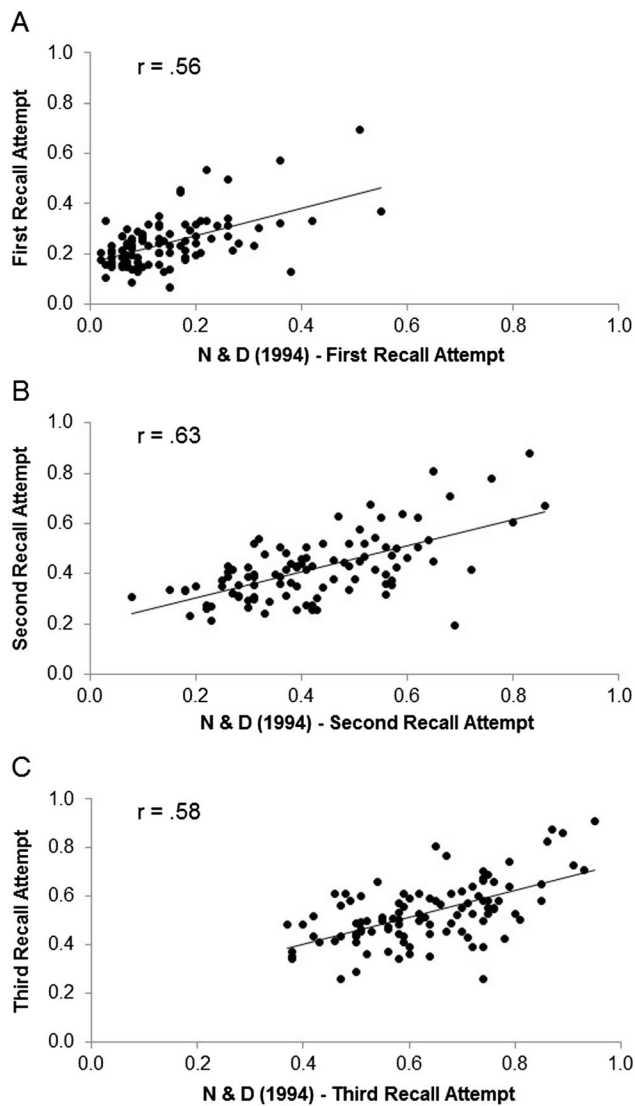 A
r = .56
First Recall Attempt
1.0
0.8
0.6
0.4
0.2
0.0
0.0 0.2 0.4 0.6 0.8 1.0
N & D (1994) - First Recall Attempt
B
r = .63
Second Recall Attempt
1.0
0.8
0.6
0.4
0.2
0.0
0.0 0.2 0.4 0.6 0.8 1.0
N & D (1994) - Second Recall Attempt
C
r = .58
Third Recall Attempt
1.0
0.8
0.6
0.4
0.2
0.0
0.0 0.2 0.4 0.6 0.8 1.0
N & D (1994) - Third Recall Attempt